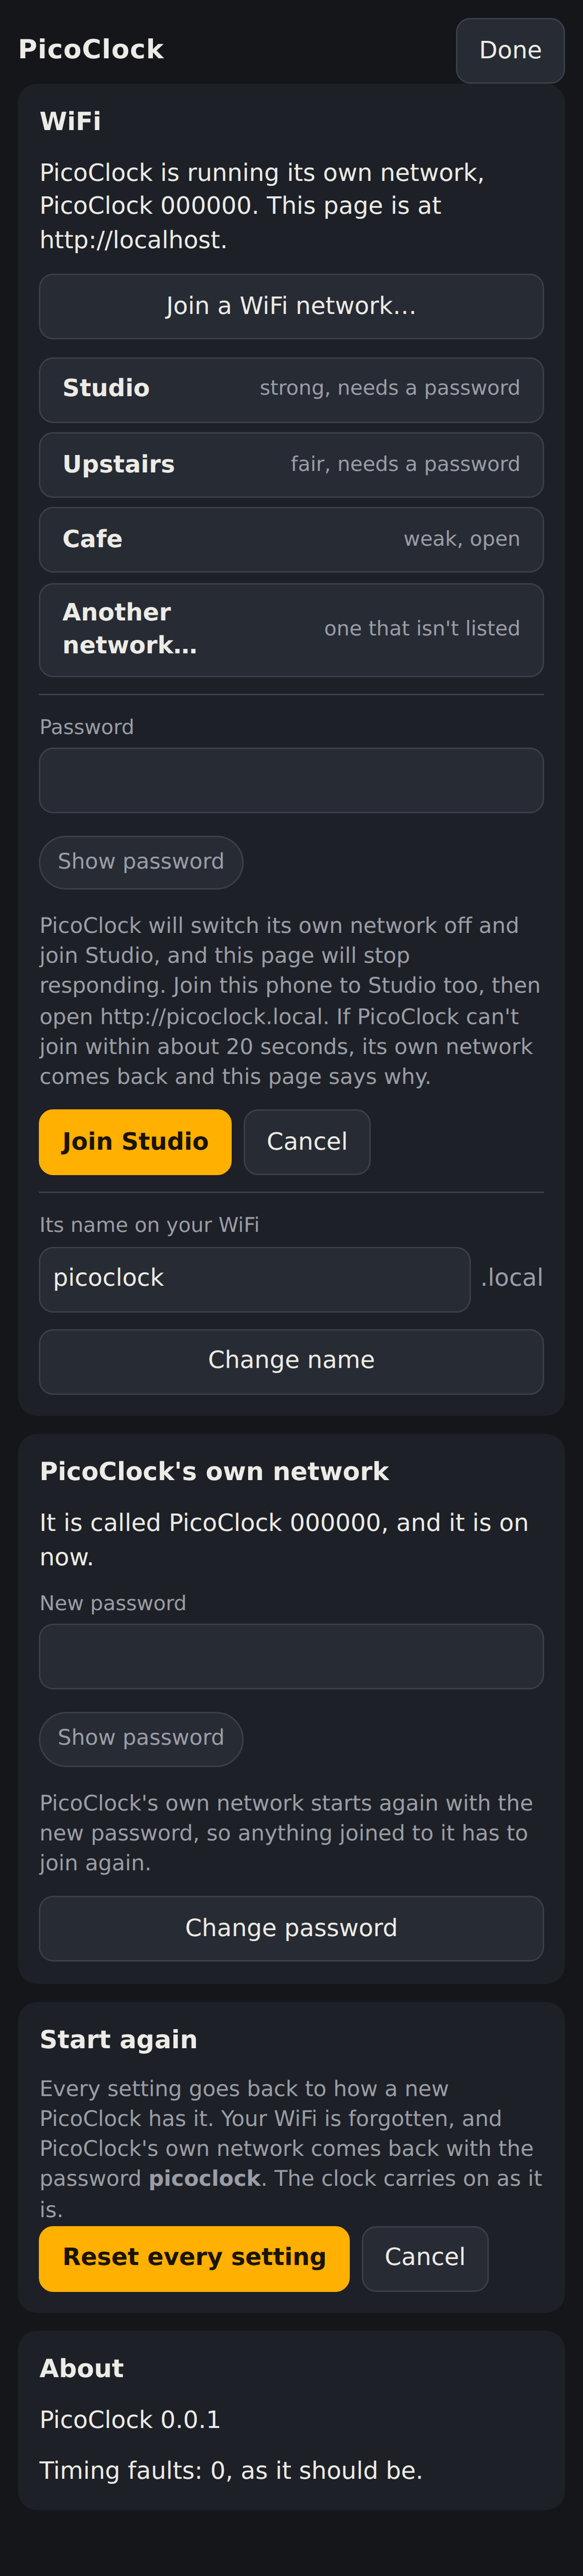 PicoClock
Done
WiFi
PicoClock is running its own network,
PicoClock 000000. This page is at
http://localhost.
Join a WiFi network…
Studio
strong, needs a password
Upstairs
fair, needs a password
Cafe
weak, open
Another
network…
one that isn't listed
Password
Show password
PicoClock will switch its own network off and
join Studio, and this page will stop
responding. Join this phone to Studio too, then
open http://picoclock.local. If PicoClock can't
join within about 20 seconds, its own network
comes back and this page says why.
Join Studio
Cancel
Its name on your WiFi
picoclock
.local
Change name
PicoClock's own network
It is called PicoClock 000000, and it is on
now.
New password
Show password
PicoClock's own network starts again with the
new password, so anything joined to it has to
join again.
Change password
Start again
Every setting goes back to how a new
PicoClock has it. Your WiFi is forgotten, and
PicoClock's own network comes back with the
password picoclock. The clock carries on as it
is.
Reset every setting
Cancel
About
PicoClock 0.0.1
Timing faults: 0, as it should be.